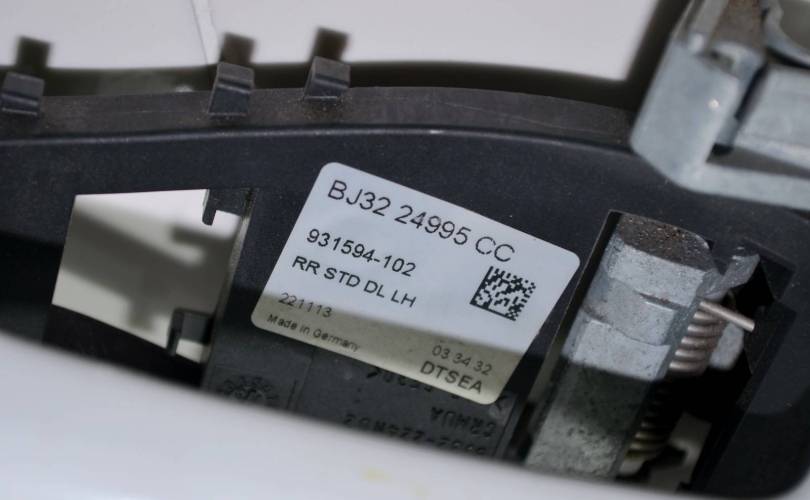 BJ32 24995 CC
931594-102
RR STD DL LH
221113
Made in Germany
03 34 32
DTSEA